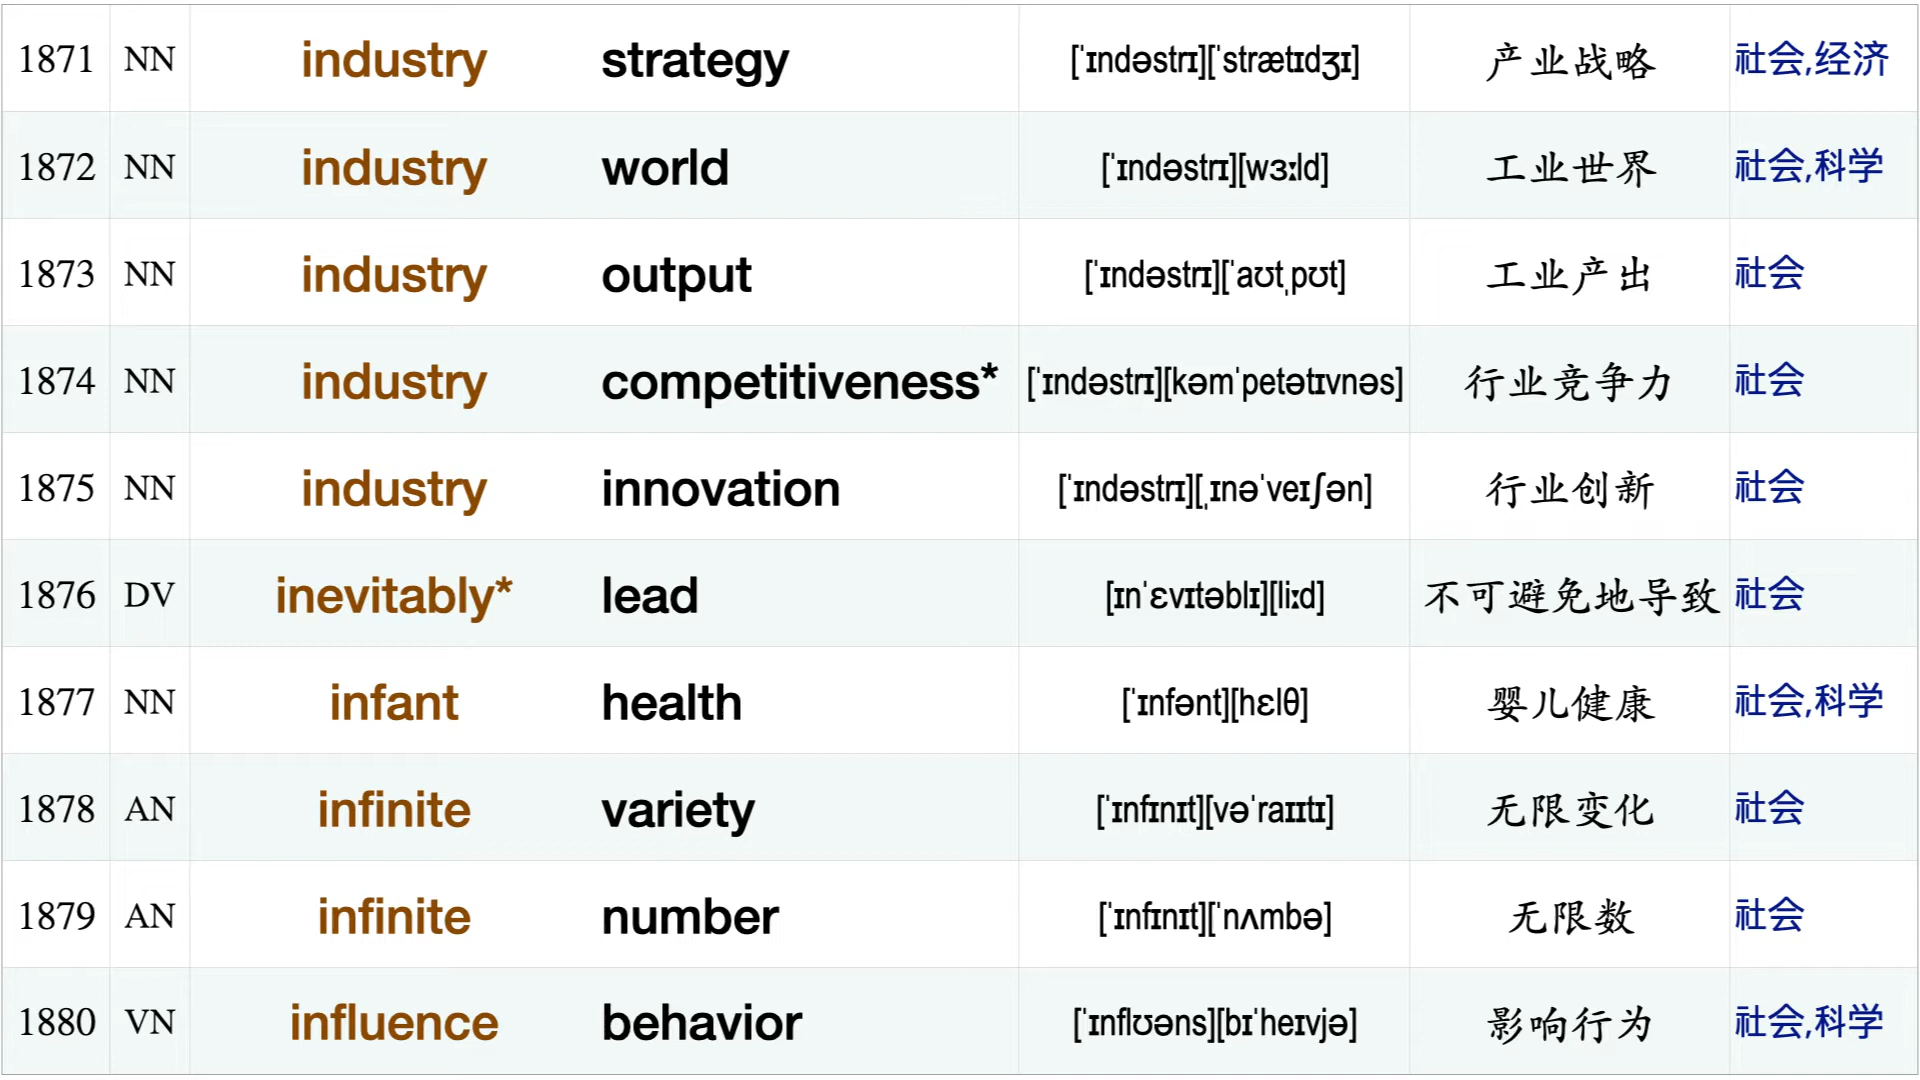 1871 NN industry strategy [ˈɪndəstrɪ][ˈstrætɪdʒɪ] 产业战略 社会,经济
1872 NN industry world [ˈɪndəstrɪ][wɜːld] 工业世界 社会,科学
1873 NN industry output [ˈɪndəstrɪ][ˈaʊtˌpʊt] 工业产出 社会
1874 NN industry competitiveness* [ˈɪndəstrɪ][kəmˈpetətɪvnəs] 行业竞争力 社会
1875 NN industry innovation [ˈɪndəstrɪ][ˌɪnəˈveɪʃən] 行业创新 社会
1876 DV inevitably* lead [ɪnˈɛvɪtəblɪ][liːd] 不可避免地导致 社会
1877 NN infant health [ˈɪnfənt][hɛlθ] 婴儿健康 社会,科学
1878 AN infinite variety [ˈɪnfɪnɪt][vəˈraɪɪtɪ] 无限变化 社会
1879 AN infinite number [ˈɪnfɪnɪt][ˈnʌmbə] 无限数 社会
1880 VN influence behavior [ˈɪnflʊəns][bɪˈheɪvjə] 影响行为 社会,科学